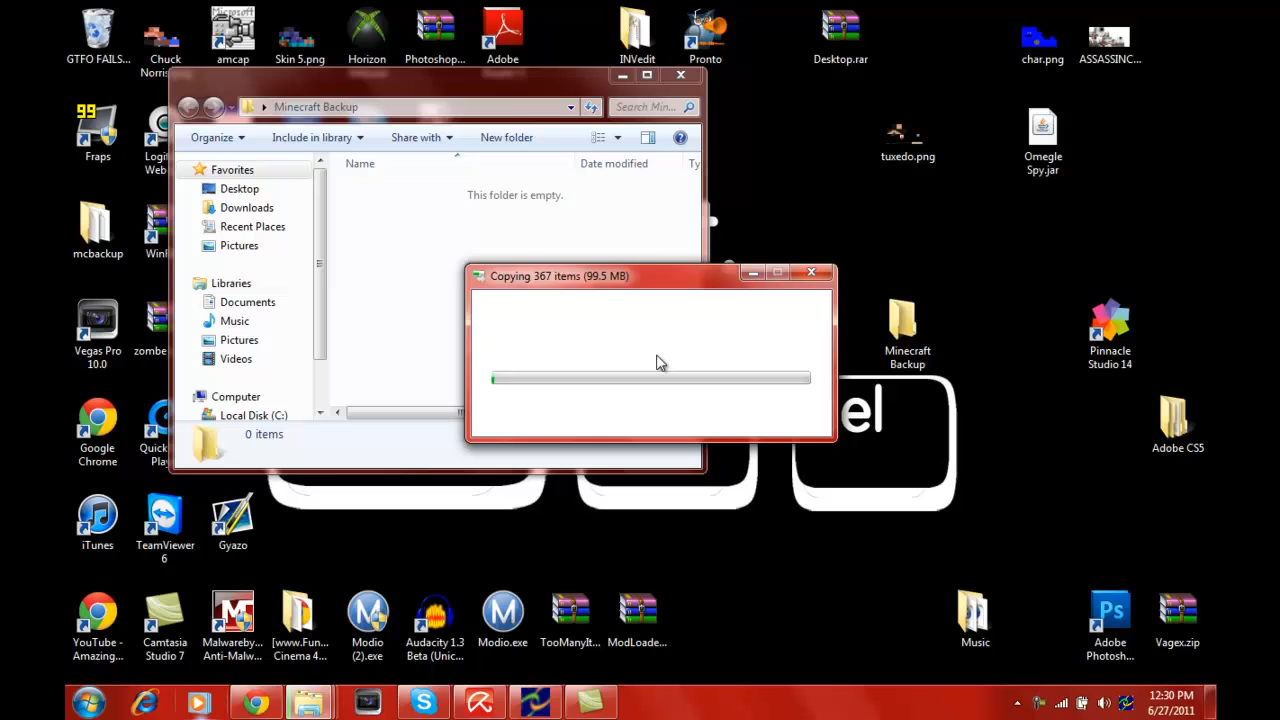 GTFO FAILS...
Chuck Norris...
Microsoft
amcap
Skin 5.png
Horizon
Photoshop...
Adobe
INVedit
Pronto
Desktop.rar
char.png
ASSASSINC...
Minecraft Backup
Search Min...
99
Organize
Include in library
Share with
New folder
Fraps
Name
Date modified
Ty
tuxedo.png
Omegle
Spy.jar
Favorites
Desktop
Downloads
Recent Places
Pictures
This folder is empty.
mcbackup
Libraries
Documents
Music
Pictures
Videos
Copying 367 items (99.5 MB)
Vegas Pro
10.0
zombe
Minecraft
Backup
Pinnacle
Studio 14
Computer
Local Disk (C:)
0 items
el
Google
Chrome
Adobe CS5
iTunes
TeamViewer
6
Gyazo
YouTube -
Amazing...
Camtasia
Studio 7
Malwareby...
Anti-Malw...
[www.Fun...
Cinema 4...
Modio
(2).exe
Audacity 1.3
Beta (Unic...
Modio.exe
TooManyIt...
ModLoade...
Music
Ps
Adobe
Photosh...
Vagex.zip
12:30 PM
6/27/2011